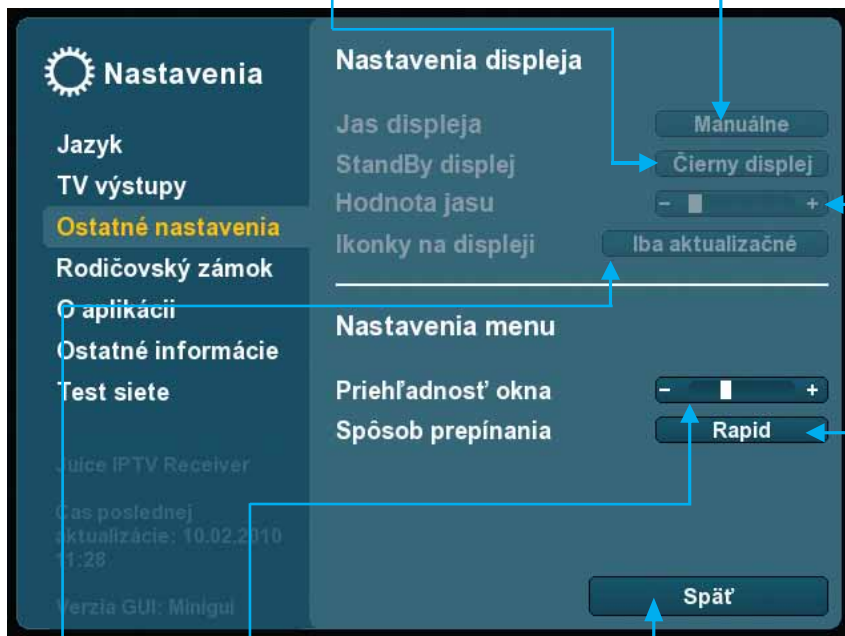 Nastavenia
Jazyk
TV výstupy
Ostatné nastavenia
Rodičovský zámok
O aplikácii
Ostatné informácie
Test siete
Juice IPTV Receiver
Čas poslednej
aktualizácie: 10.02.2010
11:28
Verzia GUI: Minigui
Nastavenia displeja
Jas displeja Manuálne
StandBy displej Čierny displej
Hodnota jasu - +
Ikonky na displeji Iba aktualizačné
Nastavenia menu
Priehľadnosť okna - +
Spôsob prepínania Rapid
Späť